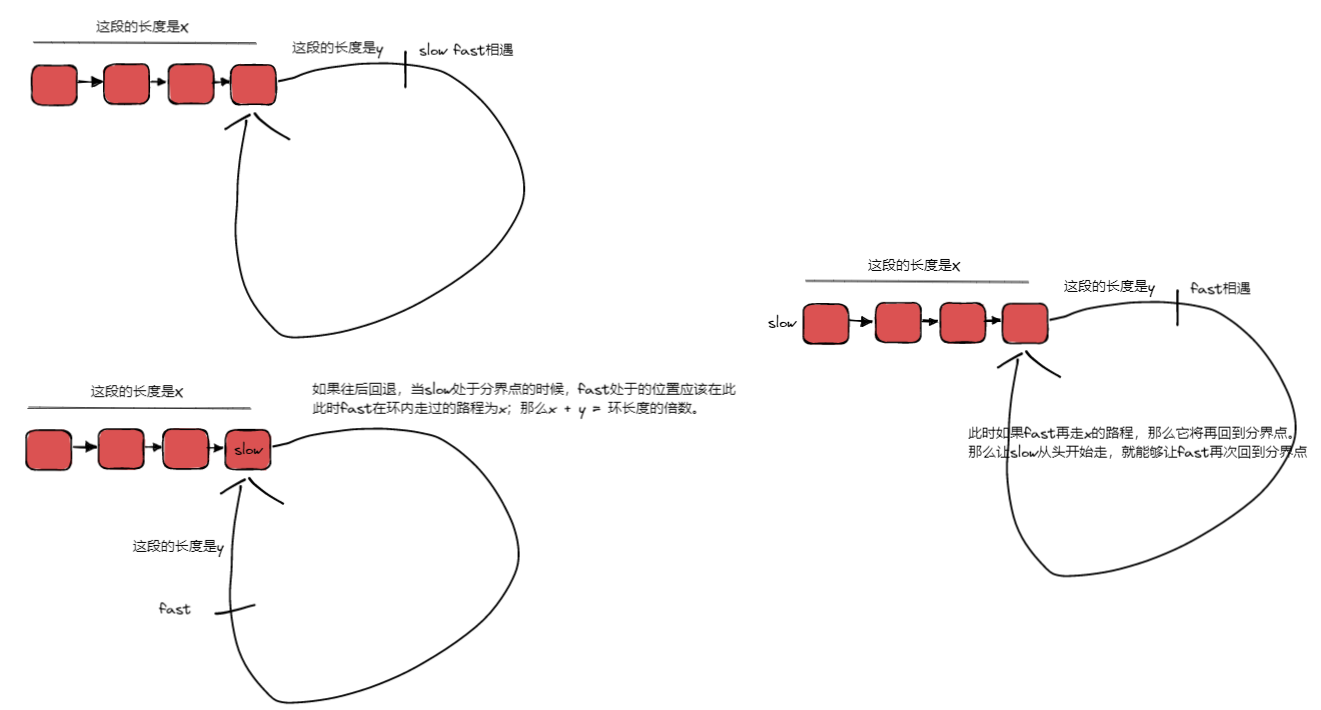 这段的长度是x
这段的长度是y
slow fast相遇
这段的长度是x
如果往后回退，当slow处于分界点的时候，fast处于的位置应该在此
此时fast在环内走过的路程为x；那么x + y = 环长度的倍数。
slow
这段的长度是y
fast
这段的长度是x
这段的长度是y
fast相遇
slow
此时如果fast再走x的路程，那么它将再回到分界点。
那么让slow从头开始走，就能够让fast再次回到分界点